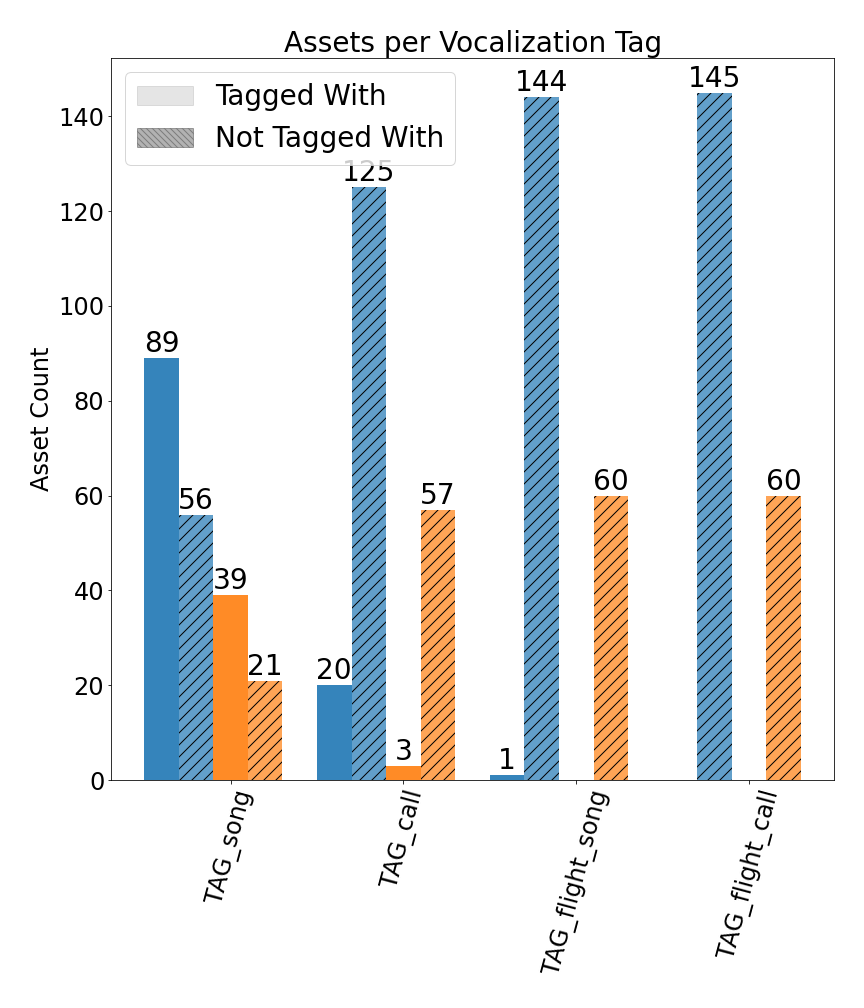 Assets per Vocalization Tag
Tagged With
Not Tagged With
Asset Count
140
120
100
80
60
40
20
0
89
56
39
21
20
125
3
57
1
144
60
145
60
TAG_song
TAG_call
TAG_flight_song
TAG_flight_call